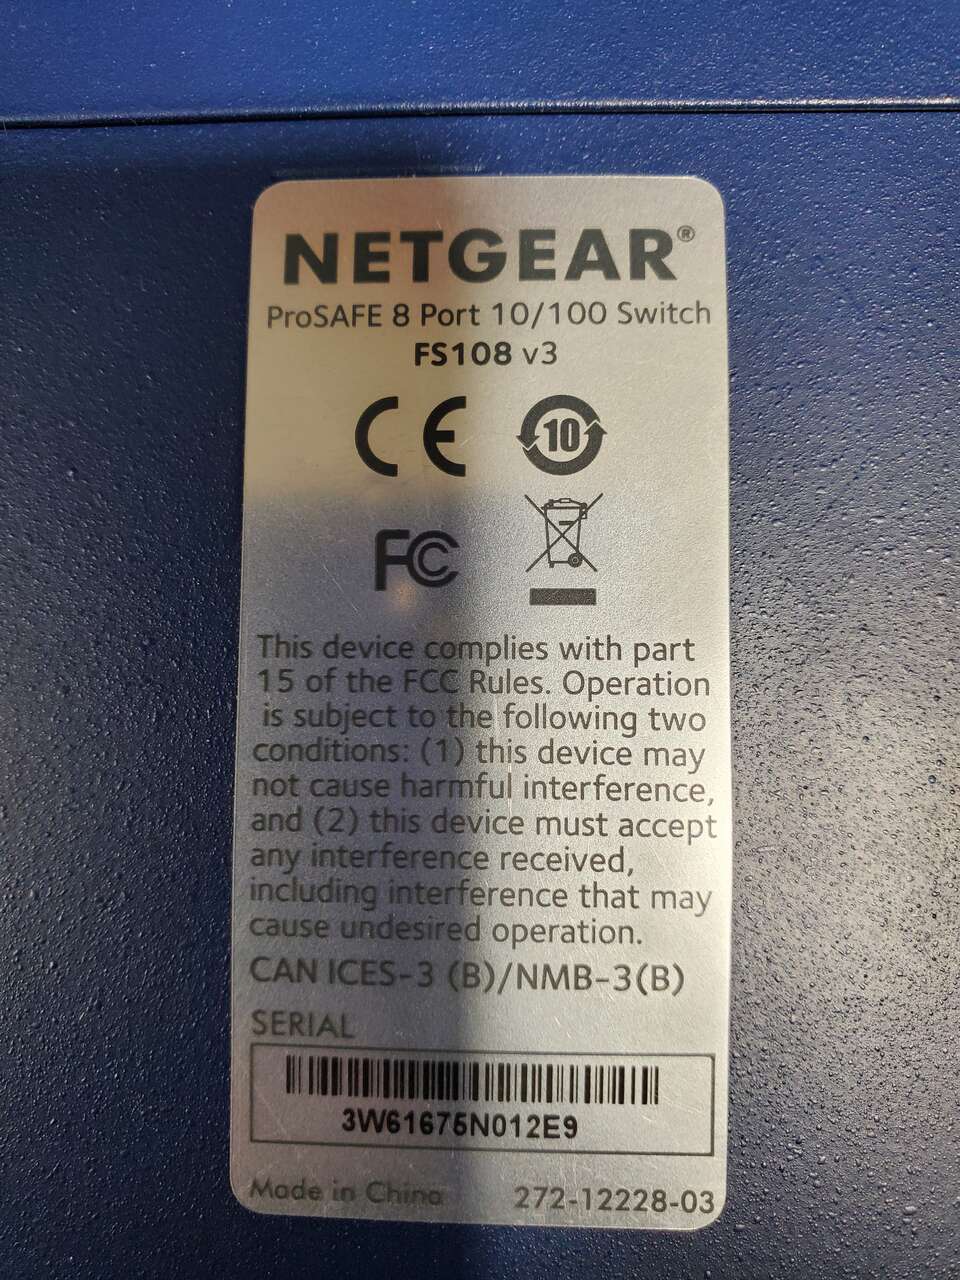 NETGEAR®
ProSAFE 8 Port 10/100 Switch
FS108 v3
CE
10
FC
This device complies with part
15 of the FCC Rules. Operation
is subject to the following two
conditions: (1) this device may
not cause harmful interference,
and (2) this device must accept
any interference received,
including interference that may
cause undesired operation.
CAN ICES-3 (B)/NMB-3(B)
SERIAL
3W61675N012E9
Made in China 272-12228-03